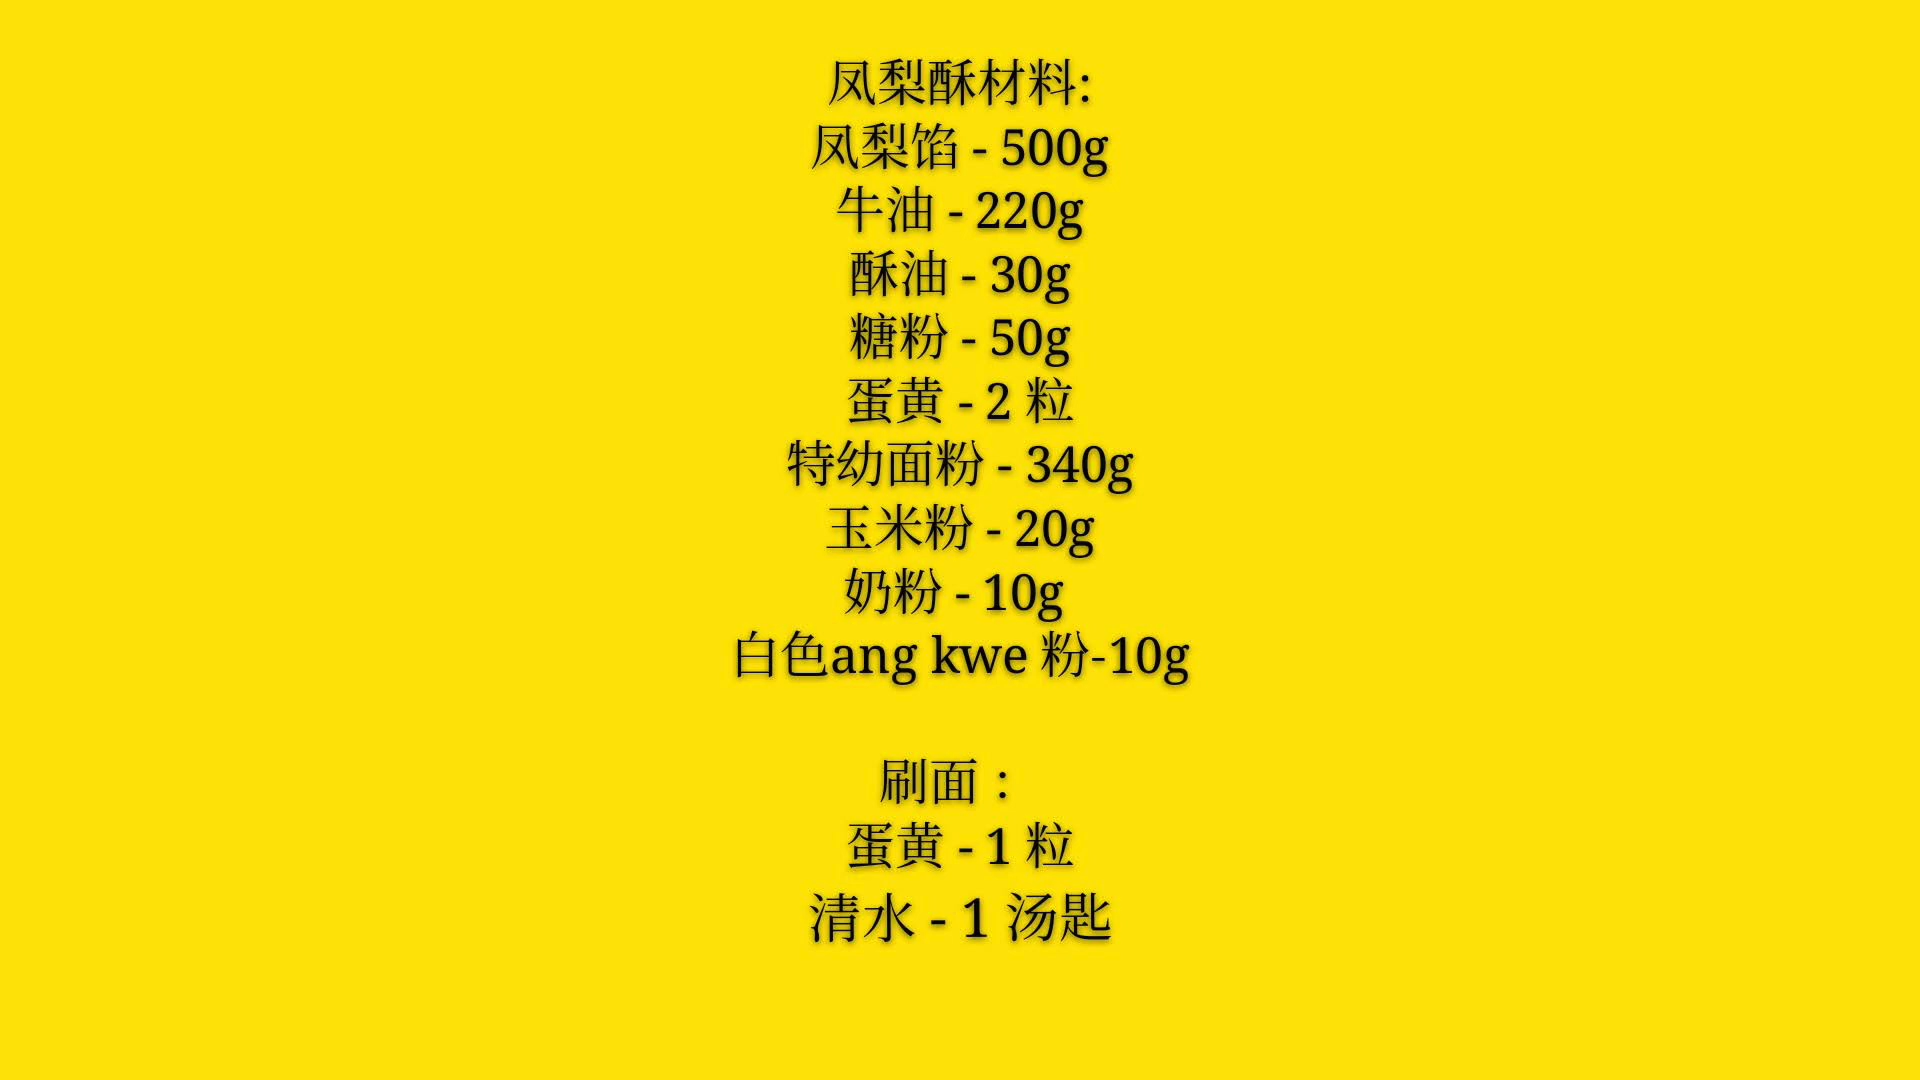 凤梨酥材料:
凤梨馅 - 500g
牛油 - 220g
酥油 - 30g
糖粉 - 50g
蛋黄 - 2 粒
特幼面粉 - 340g
玉米粉 - 20g
奶粉 - 10g
白色ang kwe 粉-10g
刷面：
蛋黄 - 1 粒
清水 - 1 汤匙